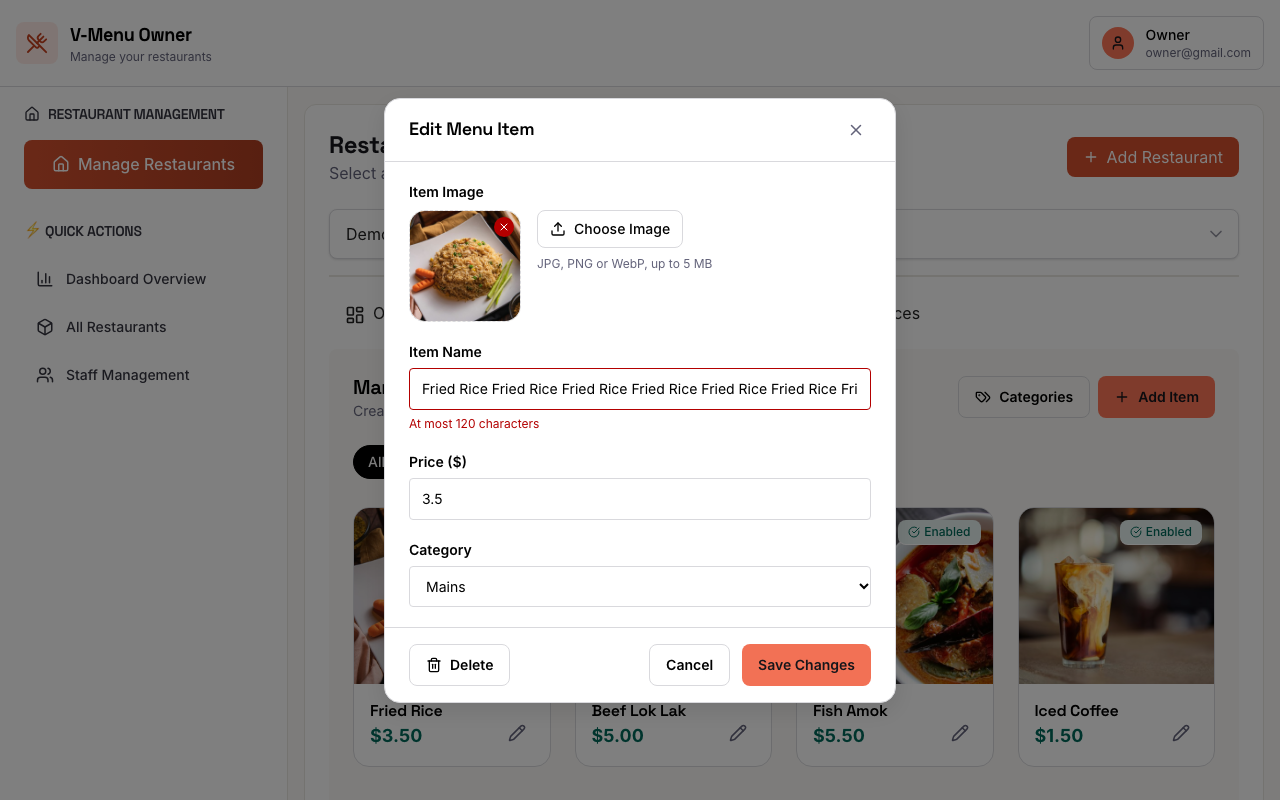 V-Menu Owner
Manage your restaurants
Owner
owner@gmail.com
RESTAURANT MANAGEMENT
Manage Restaurants
⚡ QUICK ACTIONS
Dashboard Overview
All Restaurants
Staff Management
Add Restaurant
Edit Menu Item
Item Image
Choose Image
JPG, PNG or WebP, up to 5 MB
Item Name
Fried Rice Fried Rice Fried Rice Fried Rice Fried Rice Fried Rice Fri
At most 120 characters
Price ($)
3.5
Category
Mains
Delete
Cancel
Save Changes
Categories
Add Item
All
Enabled
Enabled
Fried Rice
$3.50
Beef Lok Lak
$5.00
Fish Amok
$5.50
Iced Coffee
$1.50